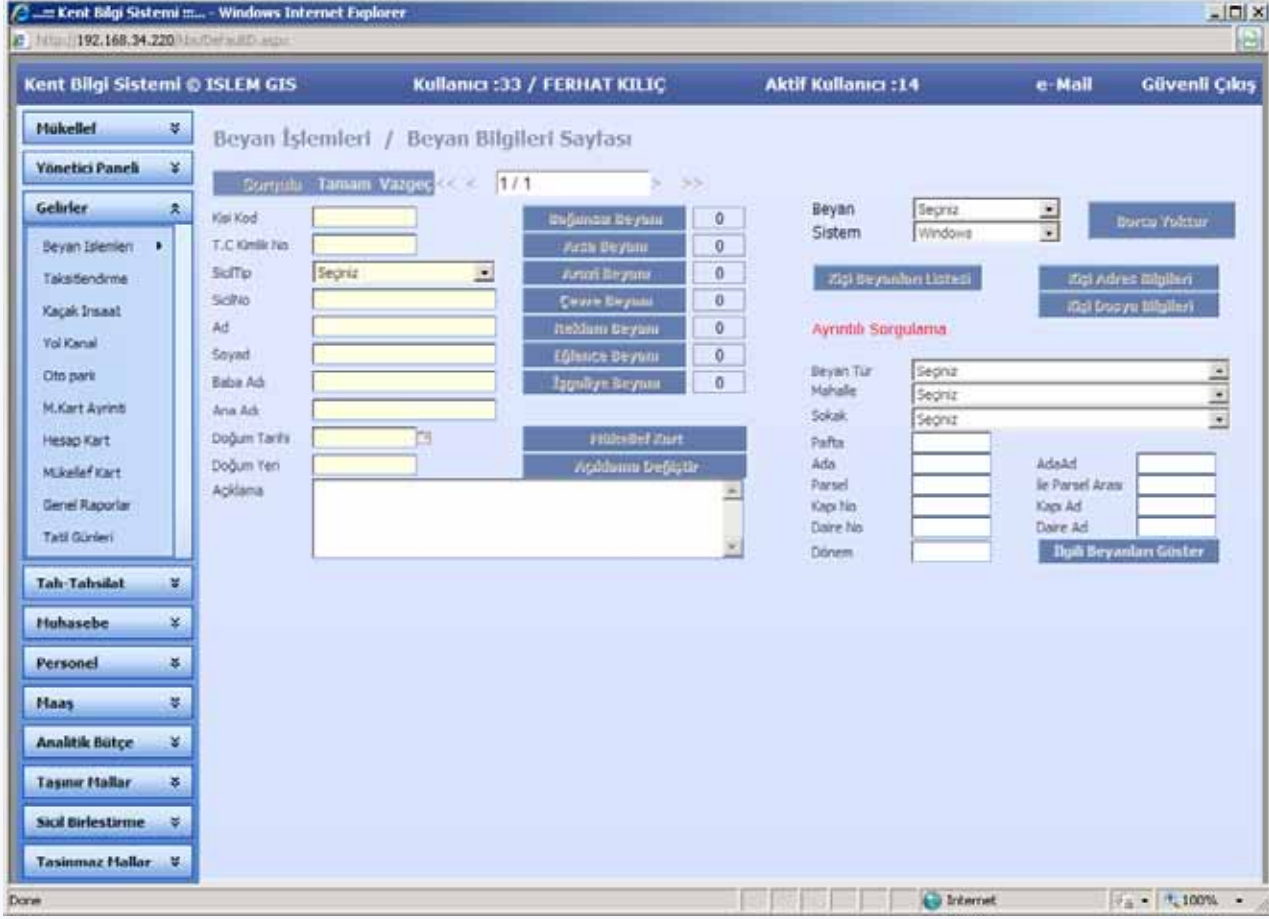 ...::: Kent Bilgi Sistemi :::... - Windows Internet Explorer
192.168.34.220
Kent Bilgi Sistemi © ISLEM GIS Kullanıcı :33 / FERHAT KILIÇ Aktif Kullanıcı :14 e-Mail Güvenli Çıkış
Mükellef
Yönetici Paneli
Gelirler
Beyan İslemleri
Taksitlendirme
Kaçak Insaat
Yol Kanal
Oto park
M.Kart Ayrinti
Hesap Kart
Mükellef Kart
Genel Raporlar
Tatil Günleri
Tah-Tahsilat
Muhasebe
Personel
Maaş
Analitik Bütçe
Taşınır Mallar
Sicil Birlestirme
Tasinmaz Mallar
Beyan İşlemleri / Beyan Bilgileri Sayfası
Sorgula Tamam Vazgeç << < 1 / 1 > >>
Kisi Kod
T.C Kimlik No
SicilTip Seçiniz
SicilNo
Ad
Soyad
Baba Adı
Ana Adı
Doğum Tarihi
Doğum Yeri
Açıklama
Beyanı 0
Arsa Beyanı 0
Arazi Beyanı 0
Çevre Beyanı 0
Reklam Beyanı 0
Eğlence Beyanı 0
İşgaliye Beyanı 0
Mükellef Kart
Açıklama Değiştir
Beyan Seçiniz
Sistem Windows
Borcu Yoktur
Kişi Beyanları Listesi
Kişi Adres Bilgileri
Kişi Dosya Bilgileri
Ayrıntılı Sorgulama
Beyan Tür Seçiniz
Mahalle Seçiniz
Sokak Seçiniz
Pafta
Ada AdaAd
Parsel ile Parsel Arası
Kapı No Kapı Ad
Daire No Daire Ad
Dönem İlgili Beyanları Göster
Done Internet 100%